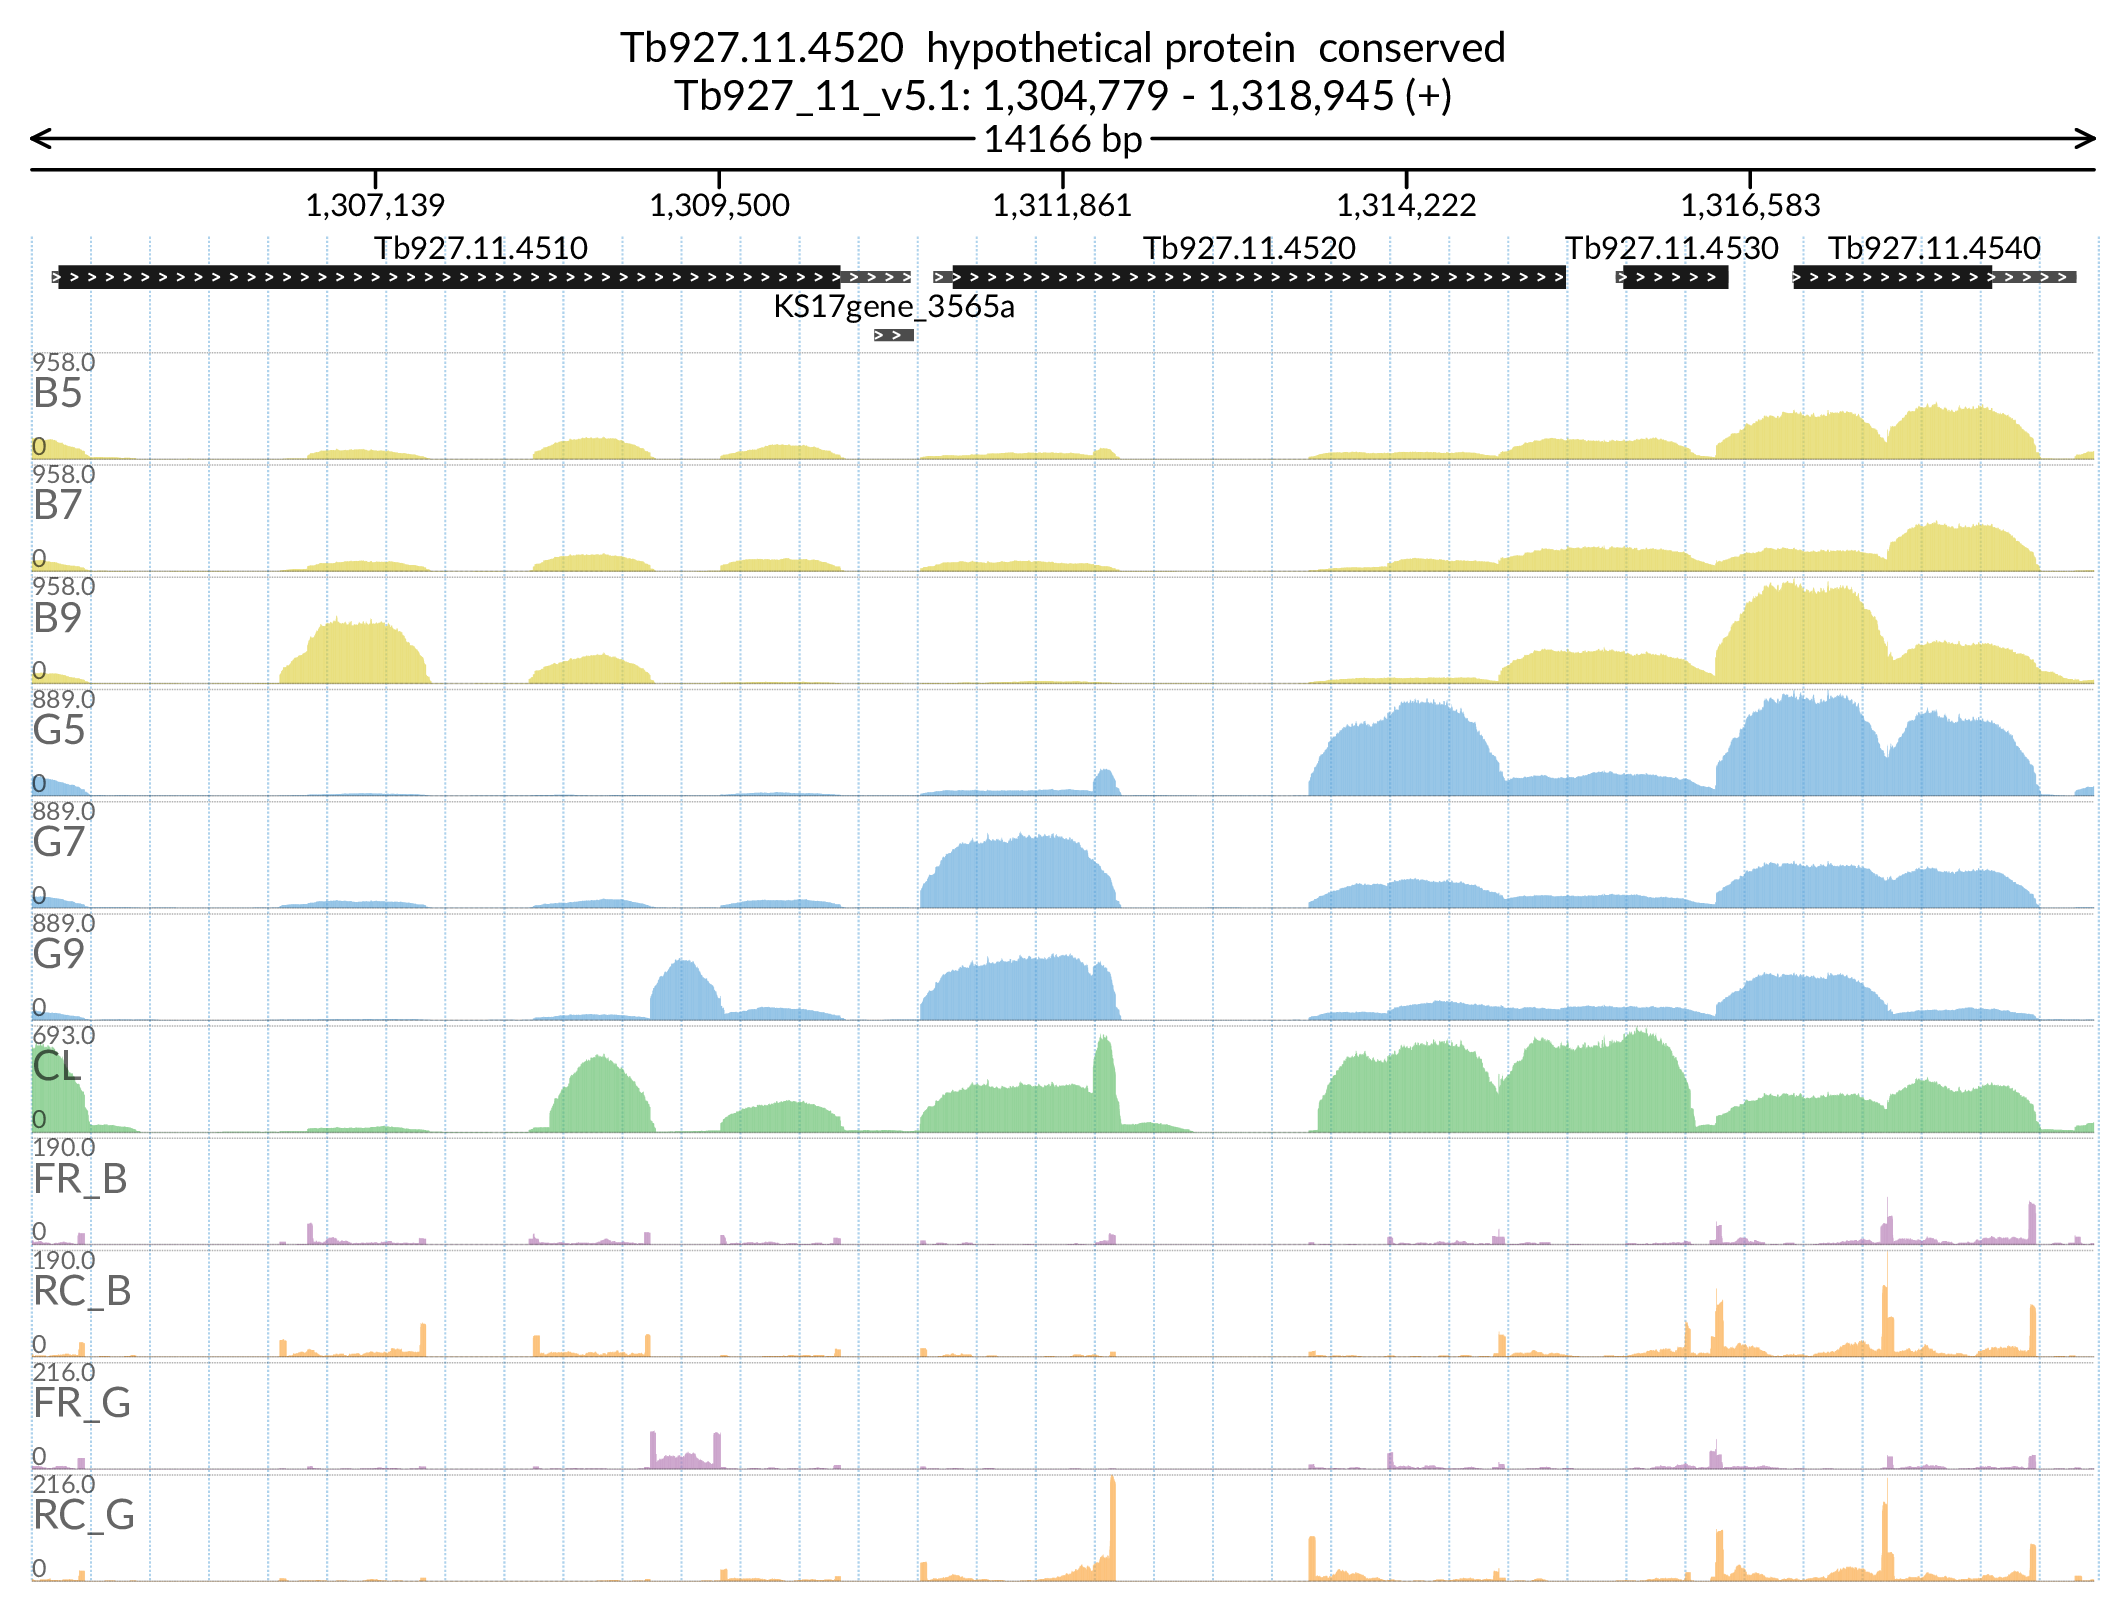 Tb927.11.4520  hypothetical protein  conserved
Tb927_11_v5.1: 1,304,779 - 1,318,945 (+)
14166 bp
1,307,139 1,309,500 1,311,861 1,314,222 1,316,583
Tb927.11.4510 Tb927.11.4520 Tb927.11.4530 Tb927.11.4540
KS17gene_3565a
958.0
B5
0
958.0
B7
0
958.0
B9
0
889.0
G5
0
889.0
G7
0
889.0
G9
0
693.0
CL
0
190.0
FR_B
0
190.0
RC_B
0
216.0
FR_G
0
216.0
RC_G
0